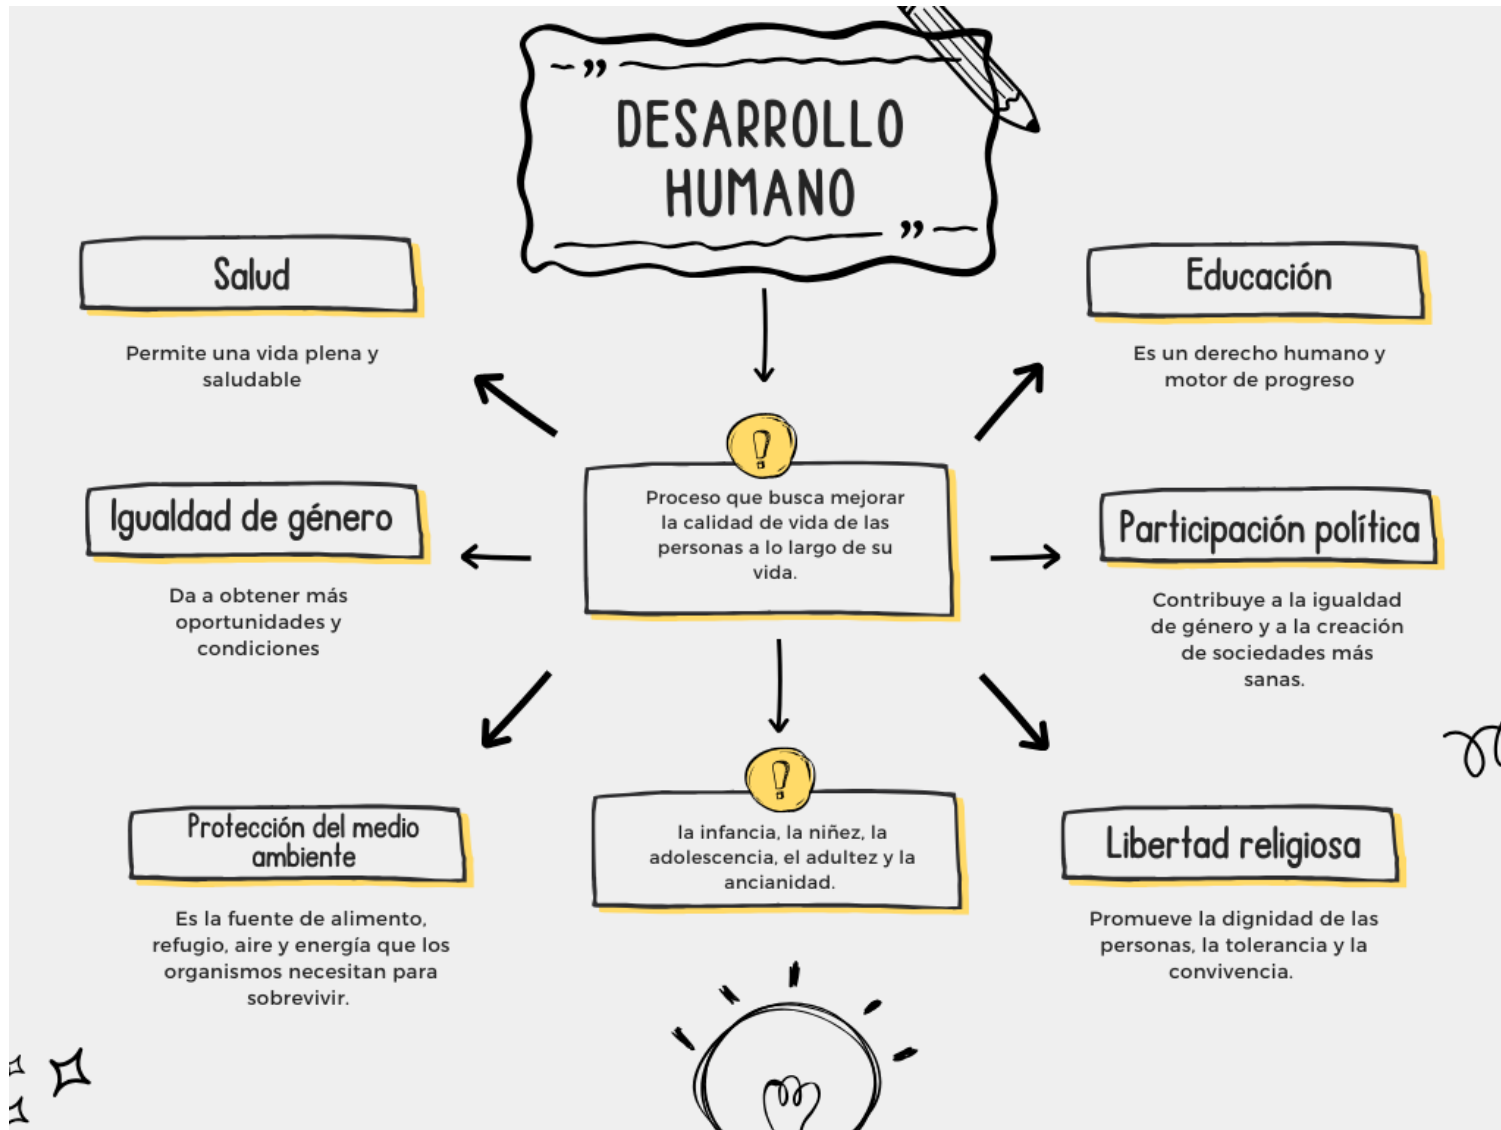 DESARROLLO
HUMANO
Salud
Permite una vida plena y
saludable
Educación
Es un derecho humano y
motor de progreso
Proceso que busca mejorar
la calidad de vida de las
personas a lo largo de su
vida.
Igualdad de género
Da a obtener más
oportunidades y
condiciones
Participación política
Contribuye a la igualdad
de género y a la creación
de sociedades más
sanas.
Protección del medio
ambiente
Es la fuente de alimento,
refugio, aire y energía que los
organismos necesitan para
sobrevivir.
la infancia, la niñez, la
adolescencia, el adultez y la
ancianidad.
Libertad religiosa
Promueve la dignidad de las
personas, la tolerancia y la
convivencia.